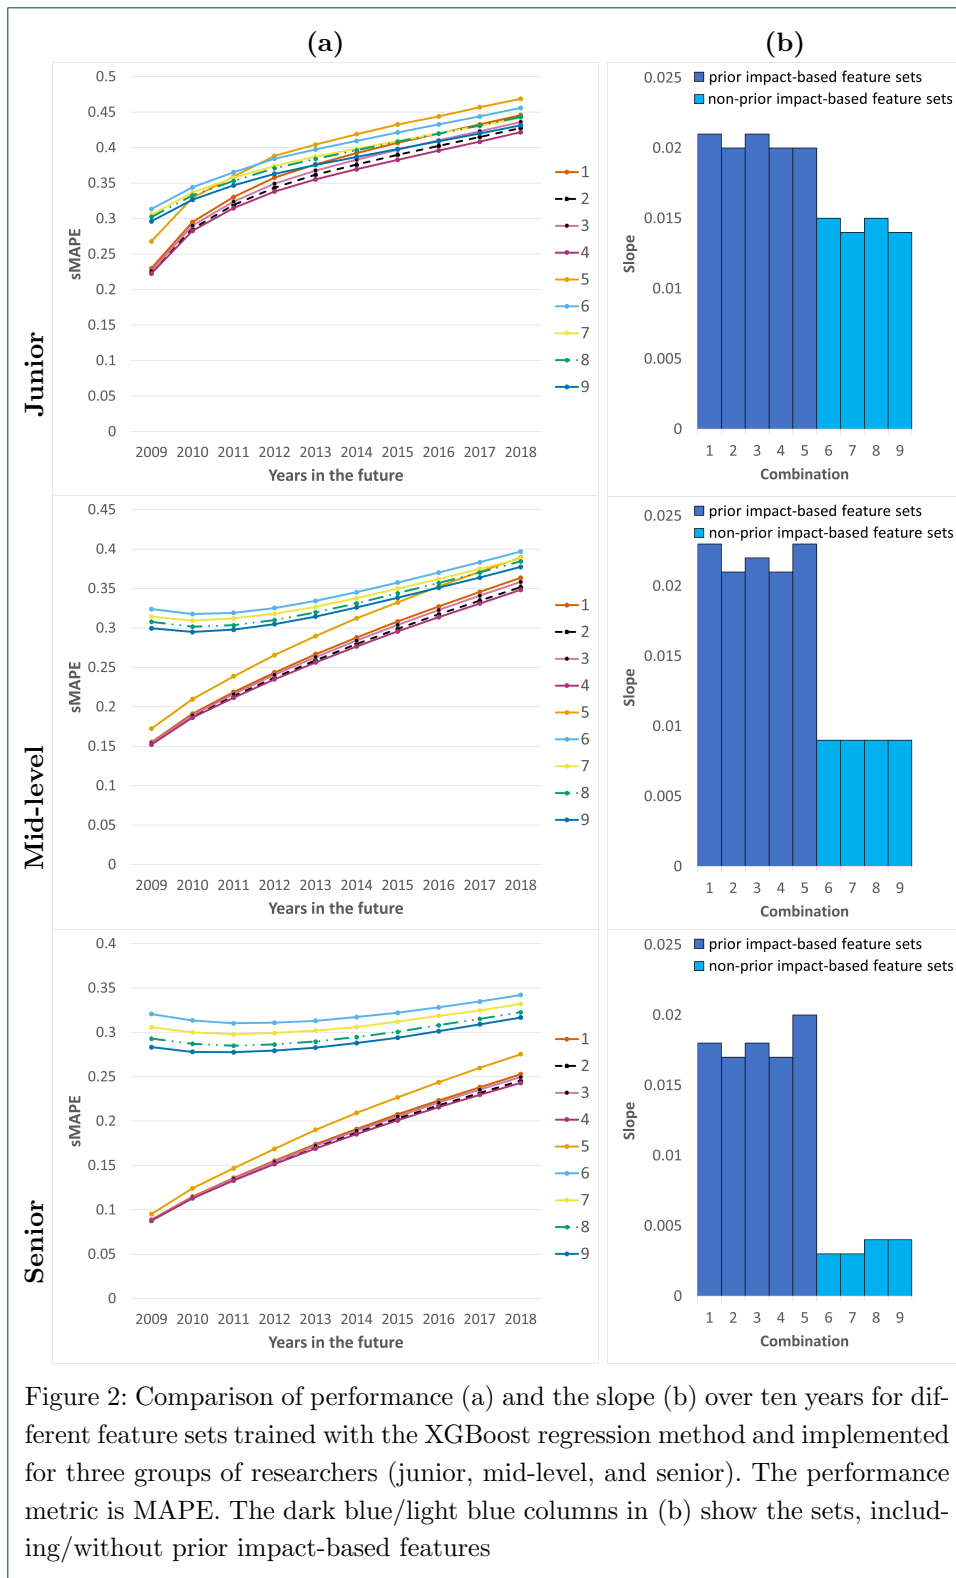 (a)
(b)
Junior
0.5
0.45
0.4
0.35
0.3
0.25
0.2
0.15
0.1
0.05
0
sMAPE
2009 2010 2011 2012 2013 2014 2015 2016 2017 2018
Years in the future
1
2
3
4
5
6
7
8
9
prior impact-based feature sets
non-prior impact-based feature sets
0.025
0.02
0.015
0.01
0.005
0
Slope
1 2 3 4 5 6 7 8 9
Combination
Mid-level
0.45
0.4
0.35
0.3
0.25
0.2
0.15
0.1
0.05
0
sMAPE
2009 2010 2011 2012 2013 2014 2015 2016 2017 2018
Years in the future
1
2
3
4
5
6
7
8
9
prior impact-based feature sets
non-prior impact-based feature sets
0.025
0.02
0.015
0.01
0.005
0
Slope
1 2 3 4 5 6 7 8 9
Combination
Senior
0.4
0.35
0.3
0.25
0.2
0.15
0.1
0.05
0
sMAPE
2009 2010 2011 2012 2013 2014 2015 2016 2017 2018
Years in the future
1
2
3
4
5
6
7
8
9
prior impact-based feature sets
non-prior impact-based feature sets
0.025
0.02
0.015
0.01
0.005
0
Slope
1 2 3 4 5 6 7 8 9
Combination
Figure 2: Comparison of performance (a) and the slope (b) over ten years for dif-
ferent feature sets trained with the XGBoost regression method and implemented
for three groups of researchers (junior, mid-level, and senior). The performance
metric is MAPE. The dark blue/light blue columns in (b) show the sets, includ-
ing/without prior impact-based features